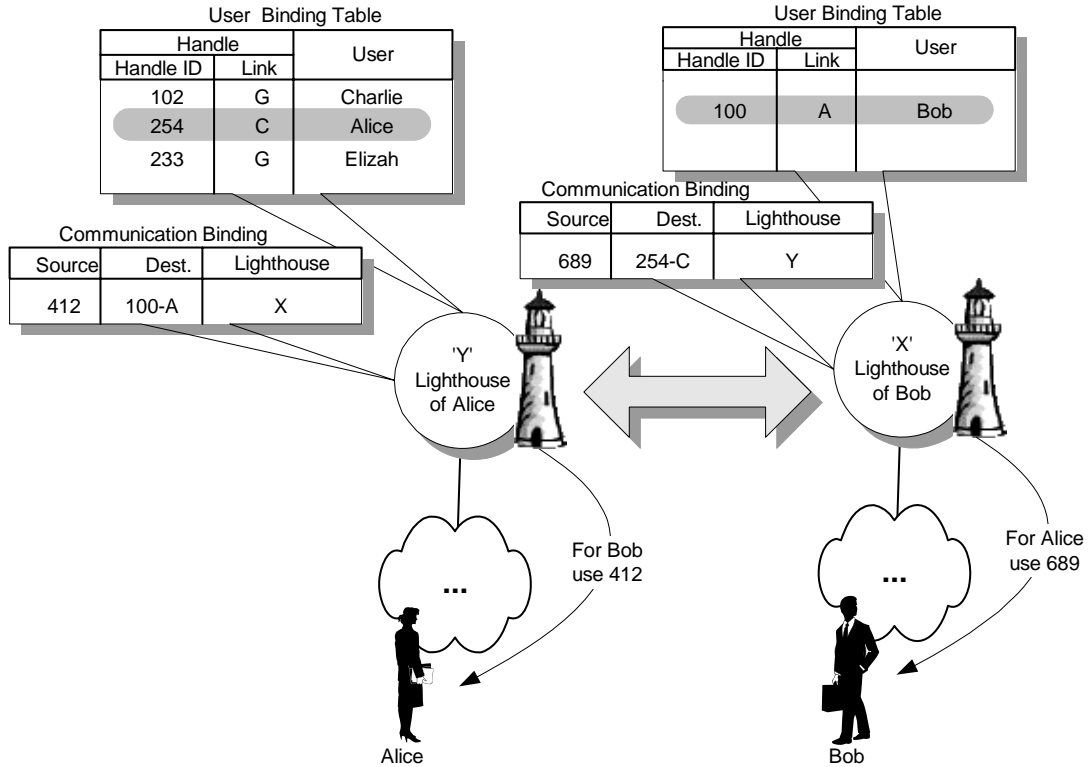 User Binding Table
Handle User
Handle ID Link
102 G Charlie
254 C Alice
233 G Elizah
User Binding Table
Handle User
Handle ID Link
100 A Bob
Communication Binding
Source Dest. Lighthouse
412 100-A X
Communication Binding
Source Dest. Lighthouse
689 254-C Y
'Y'
Lighthouse
of Alice
'X'
Lighthouse
of Bob
For Bob
use 412
For Alice
use 689
...
...
Alice
Bob